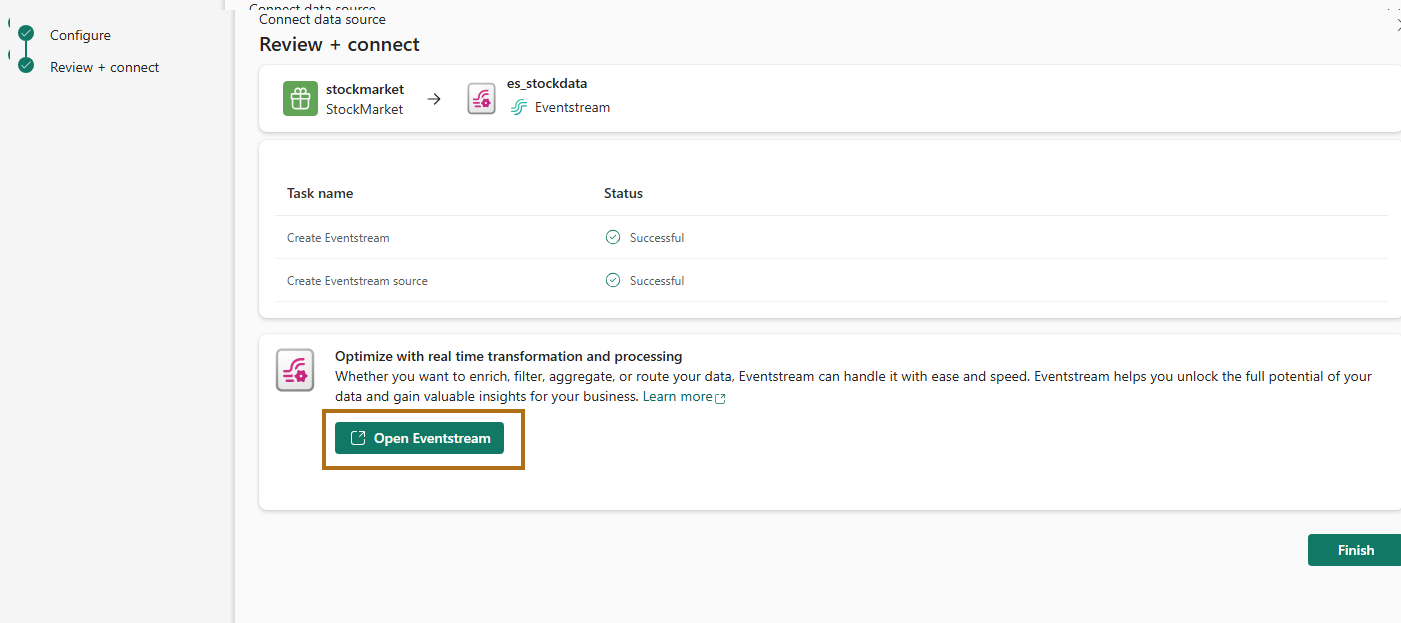 Configure
Review + connect
Connect data source
Connect data source
Review + connect
stockmarket
StockMarket
es_stockdata
Eventstream
Task name Status
Create Eventstream Successful
Create Eventstream source Successful
Optimize with real time transformation and processing
Whether you want to enrich, filter, aggregate, or route your data, Eventstream can handle it with ease and speed. Eventstream helps you unlock the full potential of your
data and gain valuable insights for your business. Learn more
Open Eventstream
Finish